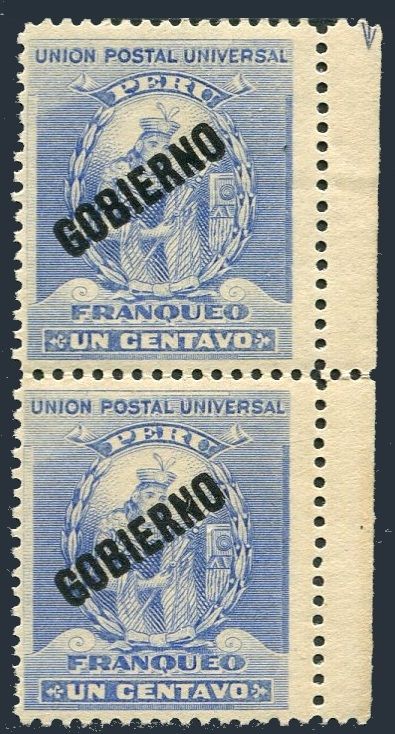 UNION POSTAL UNIVERSAL
PERU
GOBIERNO
FRANQUEO
UN CENTAVO
UNION POSTAL UNIVERSAL
PERU
GOBIERNO
FRANQUEO
UN CENTAVO